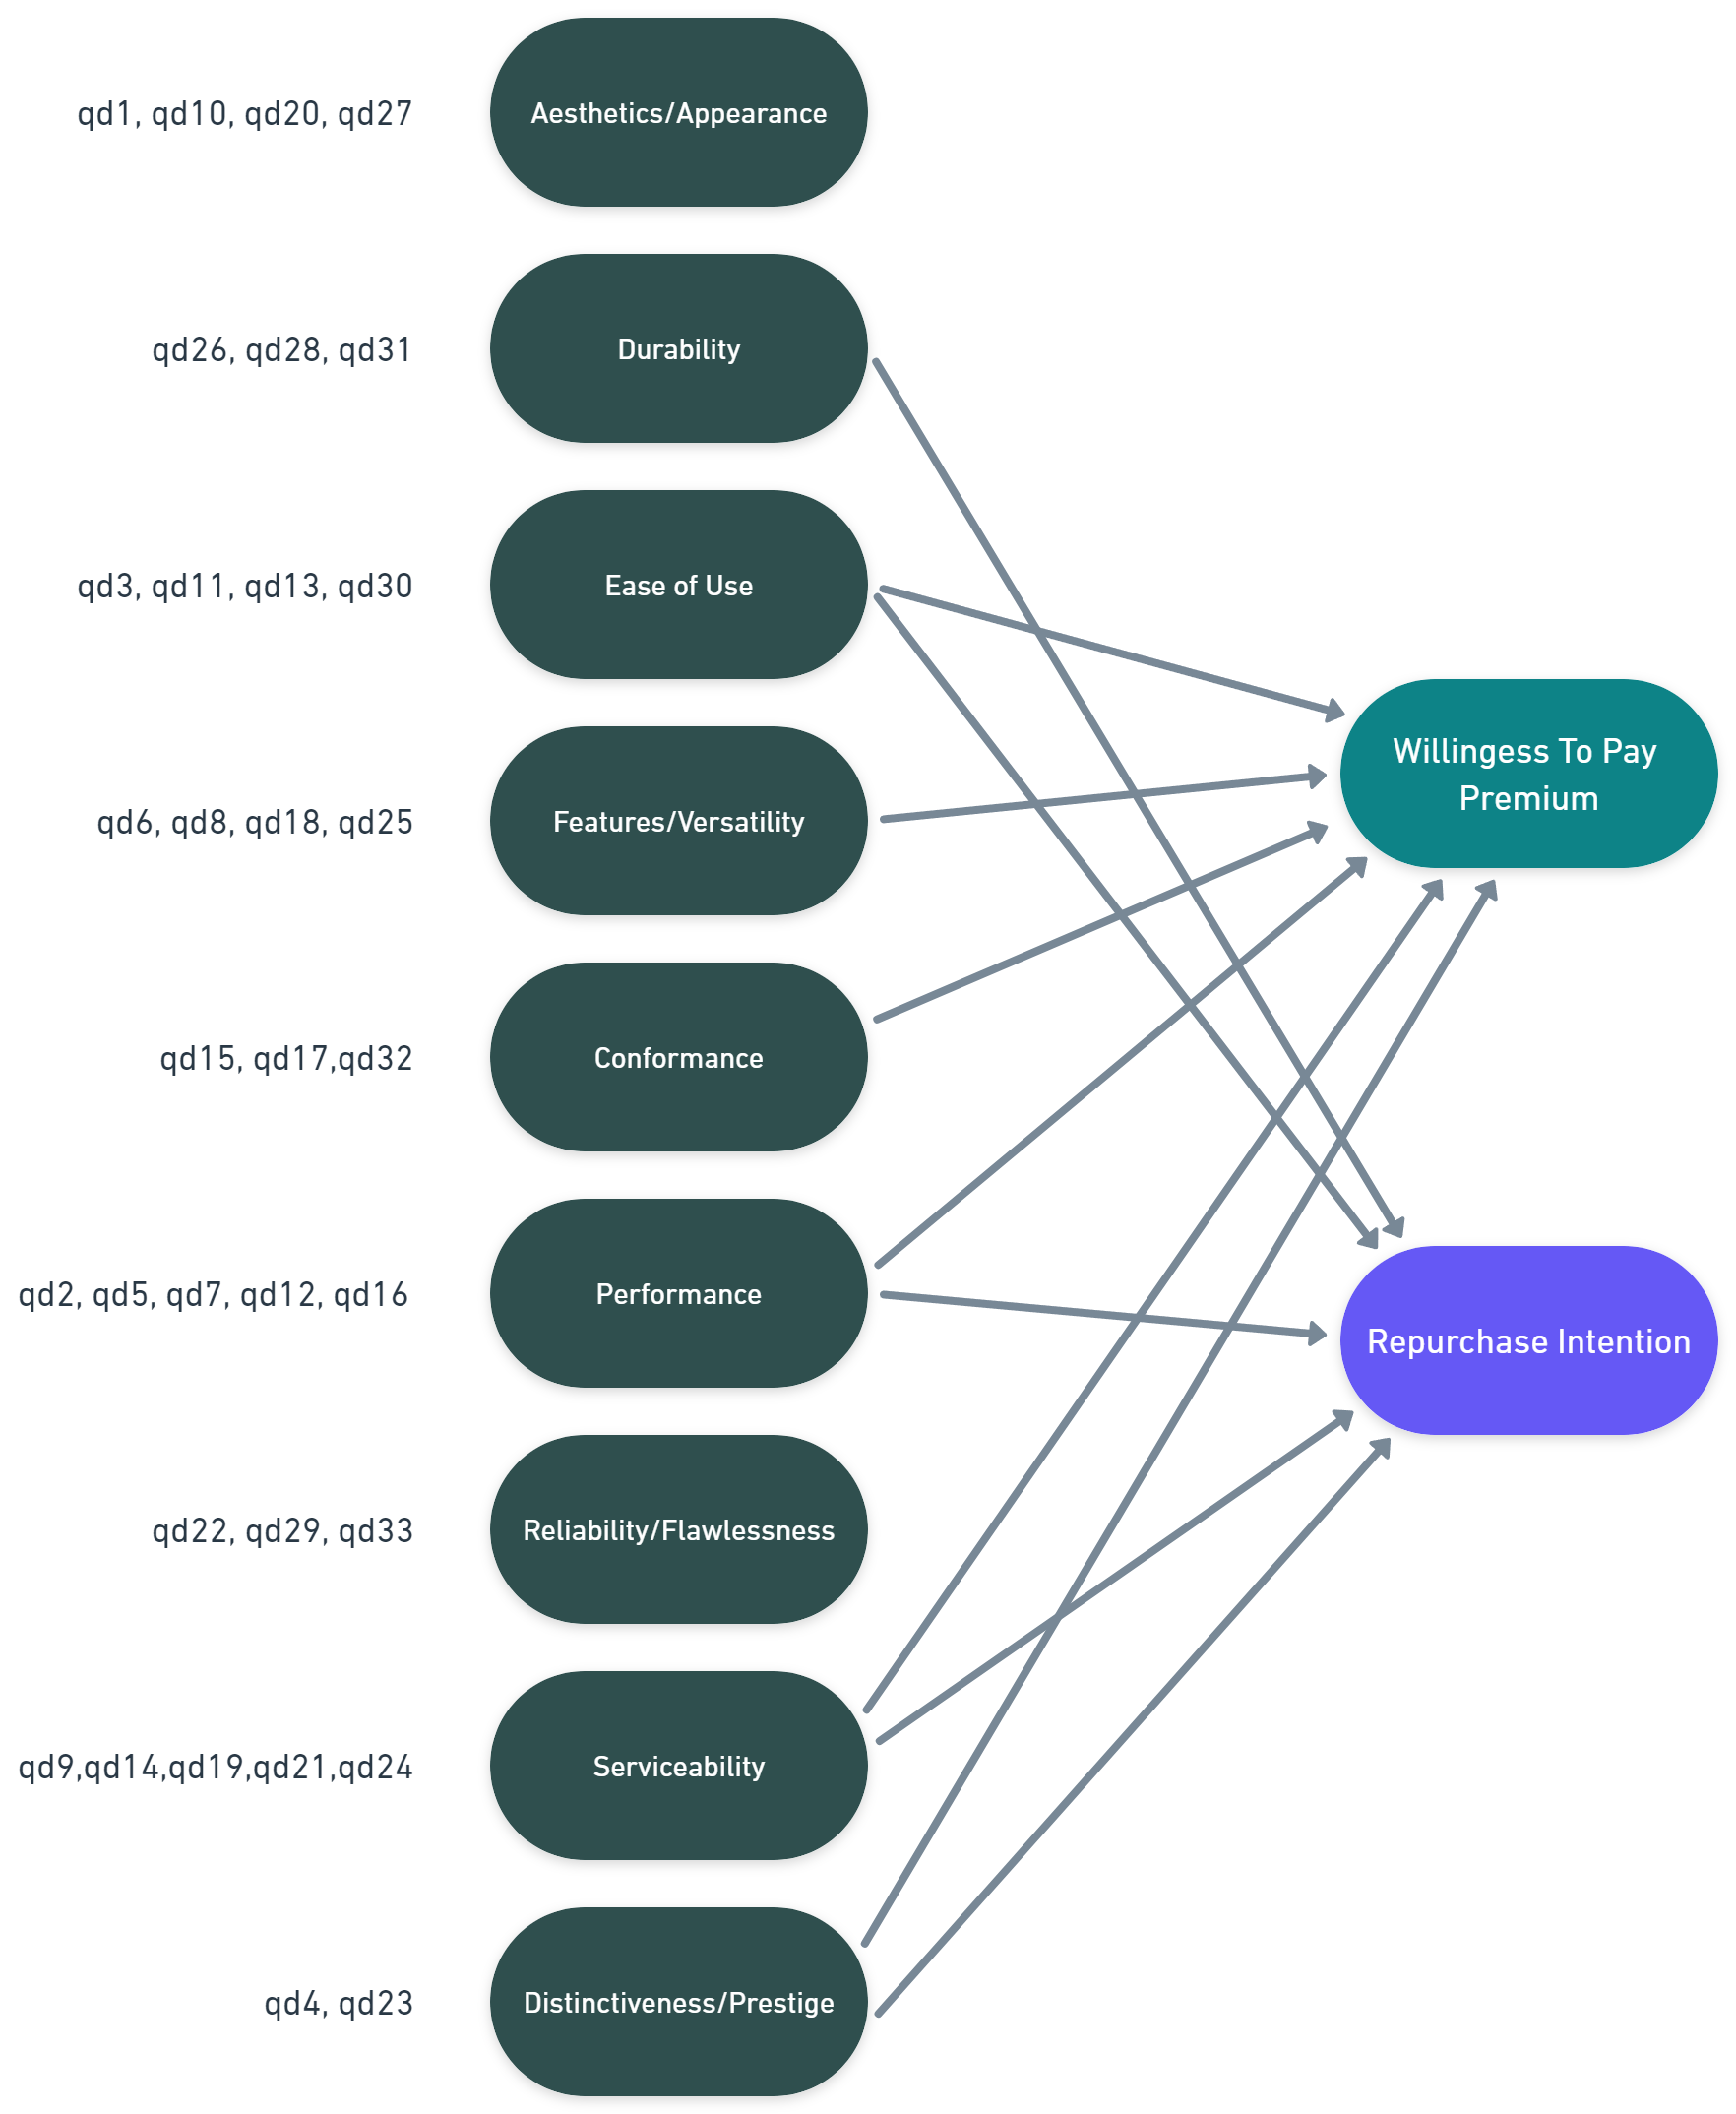 qd1, qd10, qd20, qd27
Aesthetics/Appearance
qd26, qd28, qd31
Durability
qd3, qd11, qd13, qd30
Ease of Use
Willingess To Pay
Premium
qd6, qd8, qd18, qd25
Features/Versatility
qd15, qd17,qd32
Conformance
qd2, qd5, qd7, qd12, qd16
Performance
Repurchase Intention
qd22, qd29, qd33
Reliability/Flawlessness
qd9,qd14,qd19,qd21,qd24
Serviceability
qd4, qd23
Distinctiveness/Prestige